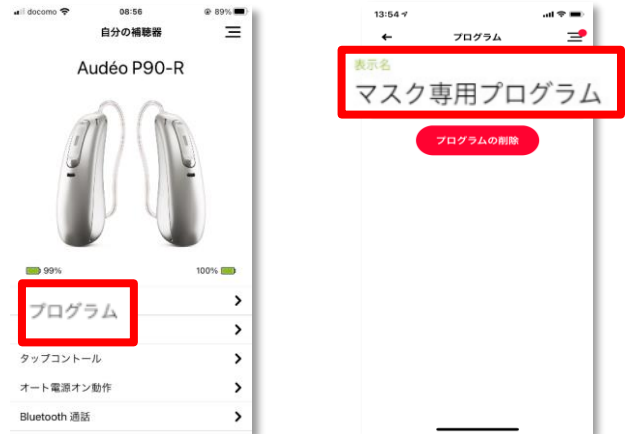 docomo 08:56 89%
自分の補聴器
Audéo P90-R
99% 100%
プログラム
タップコントロール
オート電源オン動作
Bluetooth 通話
13:54
プログラム
表示名
マスク専用プログラム
プログラムの削除